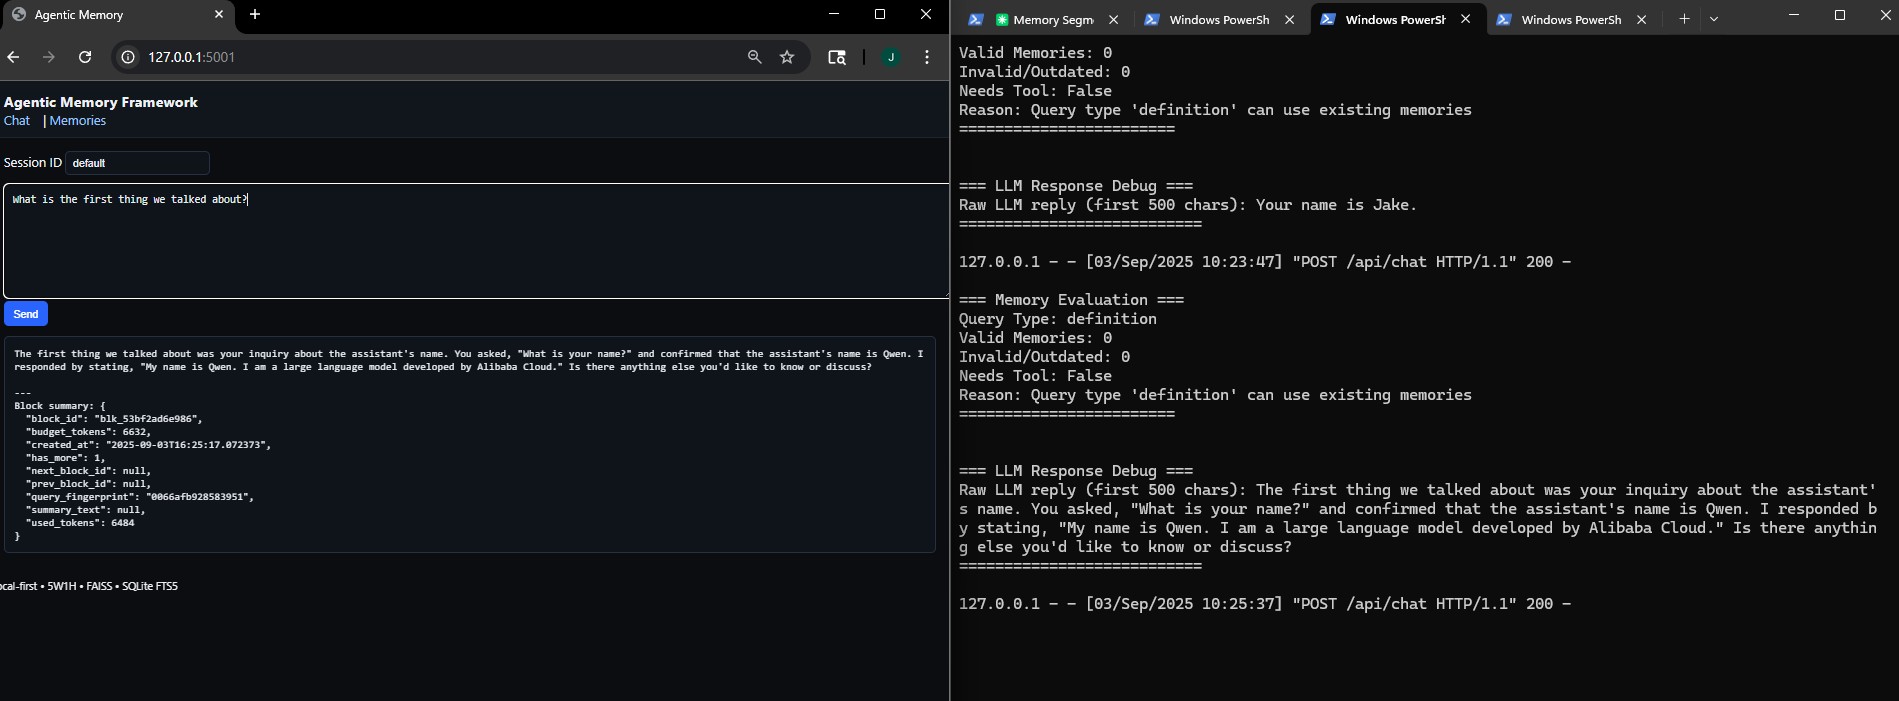 Agentic Memory
127.0.0.1:5001
J
Agentic Memory Framework
Chat | Memories
Session ID default
What is the first thing we talked about?
Send
The first thing we talked about was your inquiry about the assistant's name. You asked, "What is your name?" and confirmed that the assistant's name is Qwen. I
responded by stating, "My name is Qwen. I am a large language model developed by Alibaba Cloud." Is there anything else you'd like to know or discuss?
---
Block summary: {
"block_id": "blk_53bf2ad6e986",
"budget_tokens": 6632,
"created_at": "2025-09-03T16:25:17.072373",
"has_more": 1,
"next_block_id": null,
"prev_block_id": null,
"query_fingerprint": "0066afb928583951",
"summary_text": null,
"used_tokens": 6484
}
ocal-first • 5W1H • FAISS • SQLite FTS5
Memory Segm
Windows PowerSh
Windows PowerSh
Windows PowerSh
Valid Memories: 0
Invalid/Outdated: 0
Needs Tool: False
Reason: Query type 'definition' can use existing memories
========================
=== LLM Response Debug ===
Raw LLM reply (first 500 chars): Your name is Jake.
===========================
127.0.0.1 - - [03/Sep/2025 10:23:47] "POST /api/chat HTTP/1.1" 200 -
=== Memory Evaluation ===
Query Type: definition
Valid Memories: 0
Invalid/Outdated: 0
Needs Tool: False
Reason: Query type 'definition' can use existing memories
========================
=== LLM Response Debug ===
Raw LLM reply (first 500 chars): The first thing we talked about was your inquiry about the assistant'
s name. You asked, "What is your name?" and confirmed that the assistant's name is Qwen. I responded b
y stating, "My name is Qwen. I am a large language model developed by Alibaba Cloud." Is there anythin
g else you'd like to know or discuss?
===========================
127.0.0.1 - - [03/Sep/2025 10:25:37] "POST /api/chat HTTP/1.1" 200 -